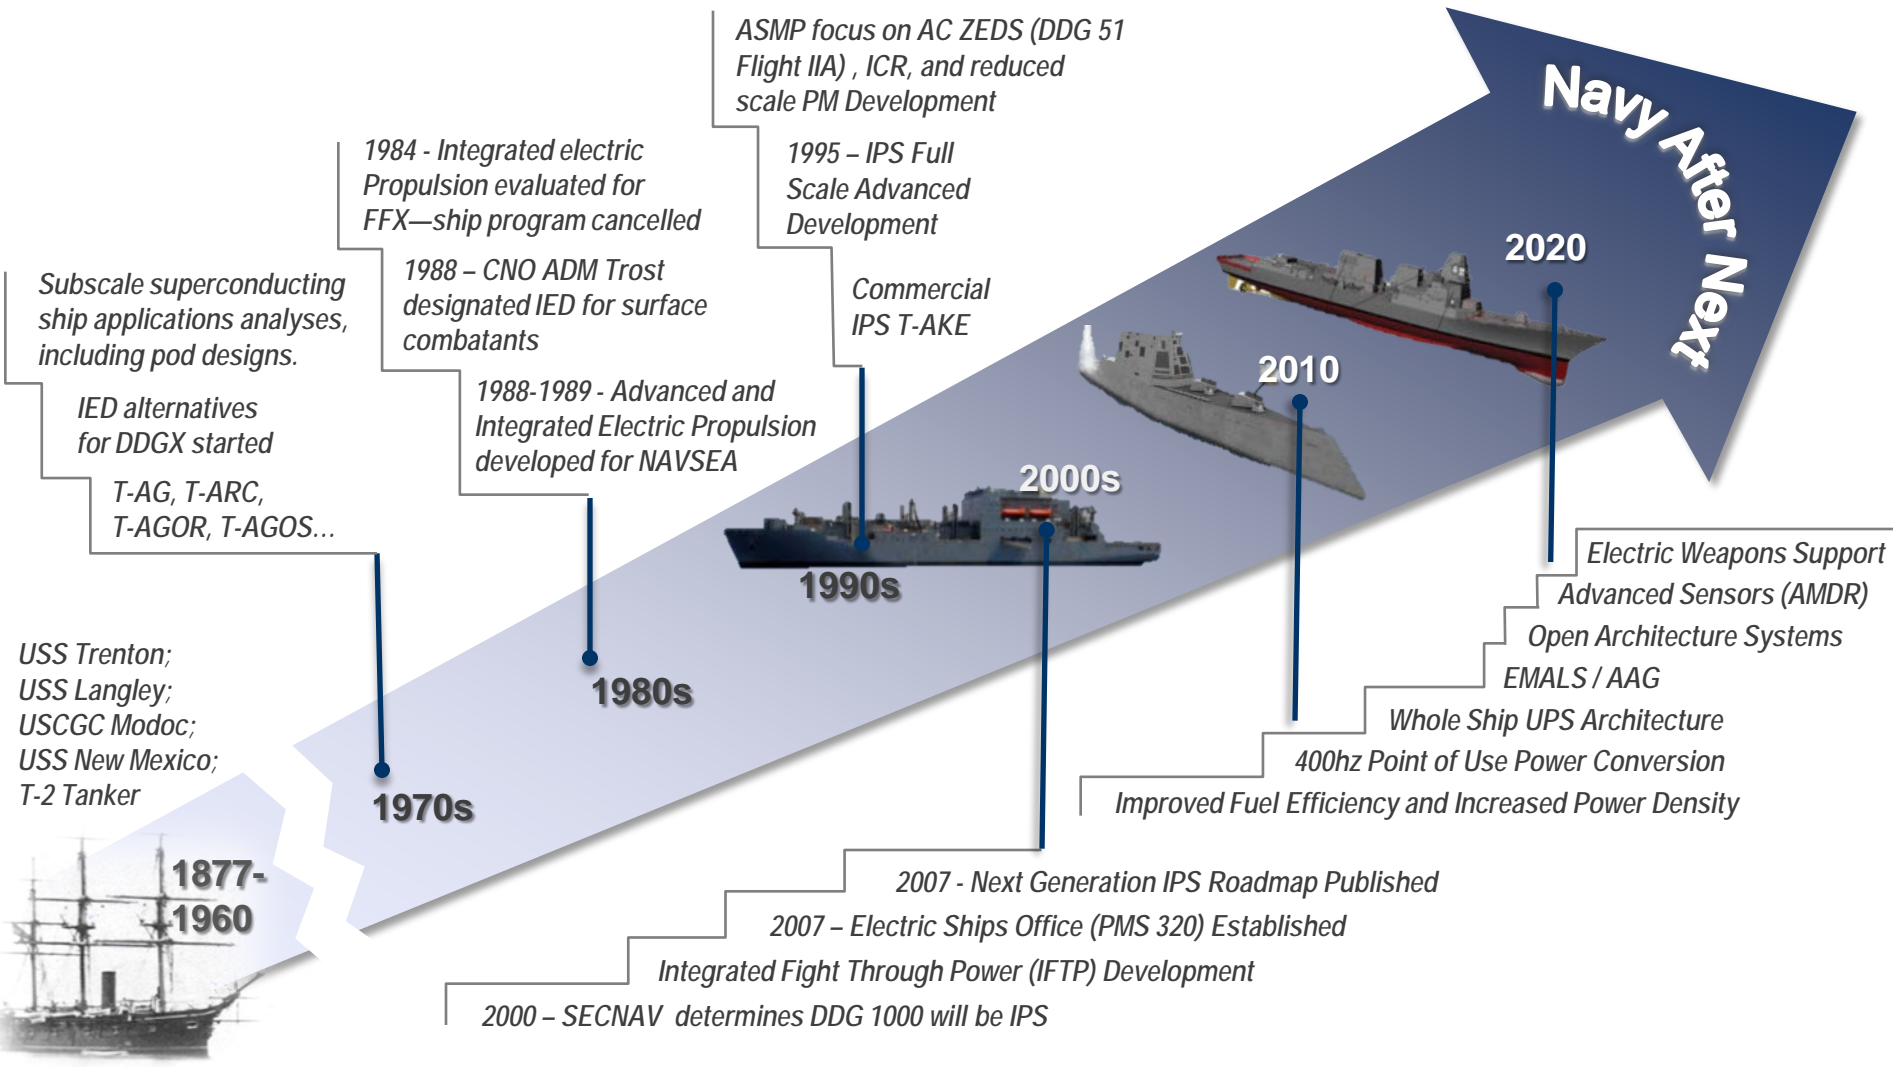 ASMP focus on AC ZEDS (DDG 51
Flight IIA) , ICR, and reduced
scale PM Development
1995 – IPS Full
Scale Advanced
Development
Commercial
IPS T-AKE
1984 - Integrated electric
Propulsion evaluated for
FFX—ship program cancelled
1988 – CNO ADM Trost
designated IED for surface
combatants
1988-1989 - Advanced and
Integrated Electric Propulsion
developed for NAVSEA
Subscale superconducting
ship applications analyses,
including pod designs.
IED alternatives
for DDGX started
T-AG, T-ARC,
T-AGOR, T-AGOS...
USS Trenton;
USS Langley;
USCGC Modoc;
USS New Mexico;
T-2 Tanker
1877-
1960
1970s
1980s
1990s
2000s
2010
2020
Navy After Next
Electric Weapons Support
Advanced Sensors (AMDR)
Open Architecture Systems
EMALS / AAG
Whole Ship UPS Architecture
400hz Point of Use Power Conversion
Improved Fuel Efficiency and Increased Power Density
2007 - Next Generation IPS Roadmap Published
2007 – Electric Ships Office (PMS 320) Established
Integrated Fight Through Power (IFTP) Development
2000 – SECNAV determines DDG 1000 will be IPS